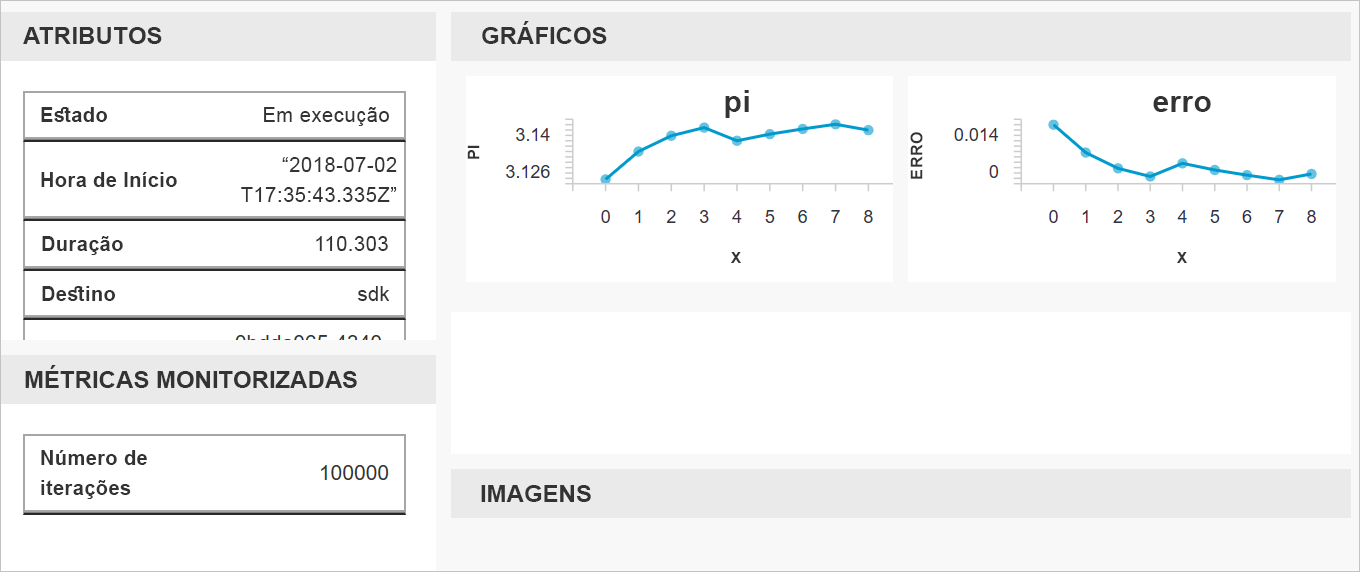 ATRIBUTOS
Estado Em execução
Hora de Início “2018-07-02
T17:35:43.335Z”
Duração 110.303
Destino sdk
MÉTRICAS MONITORIZADAS
Número de
iterações 100000
GRÁFICOS
pi
PI
3.14
3.126
0 1 2 3 4 5 6 7 8
x
erro
ERRO
0.014
0
0 1 2 3 4 5 6 7 8
x
IMAGENS